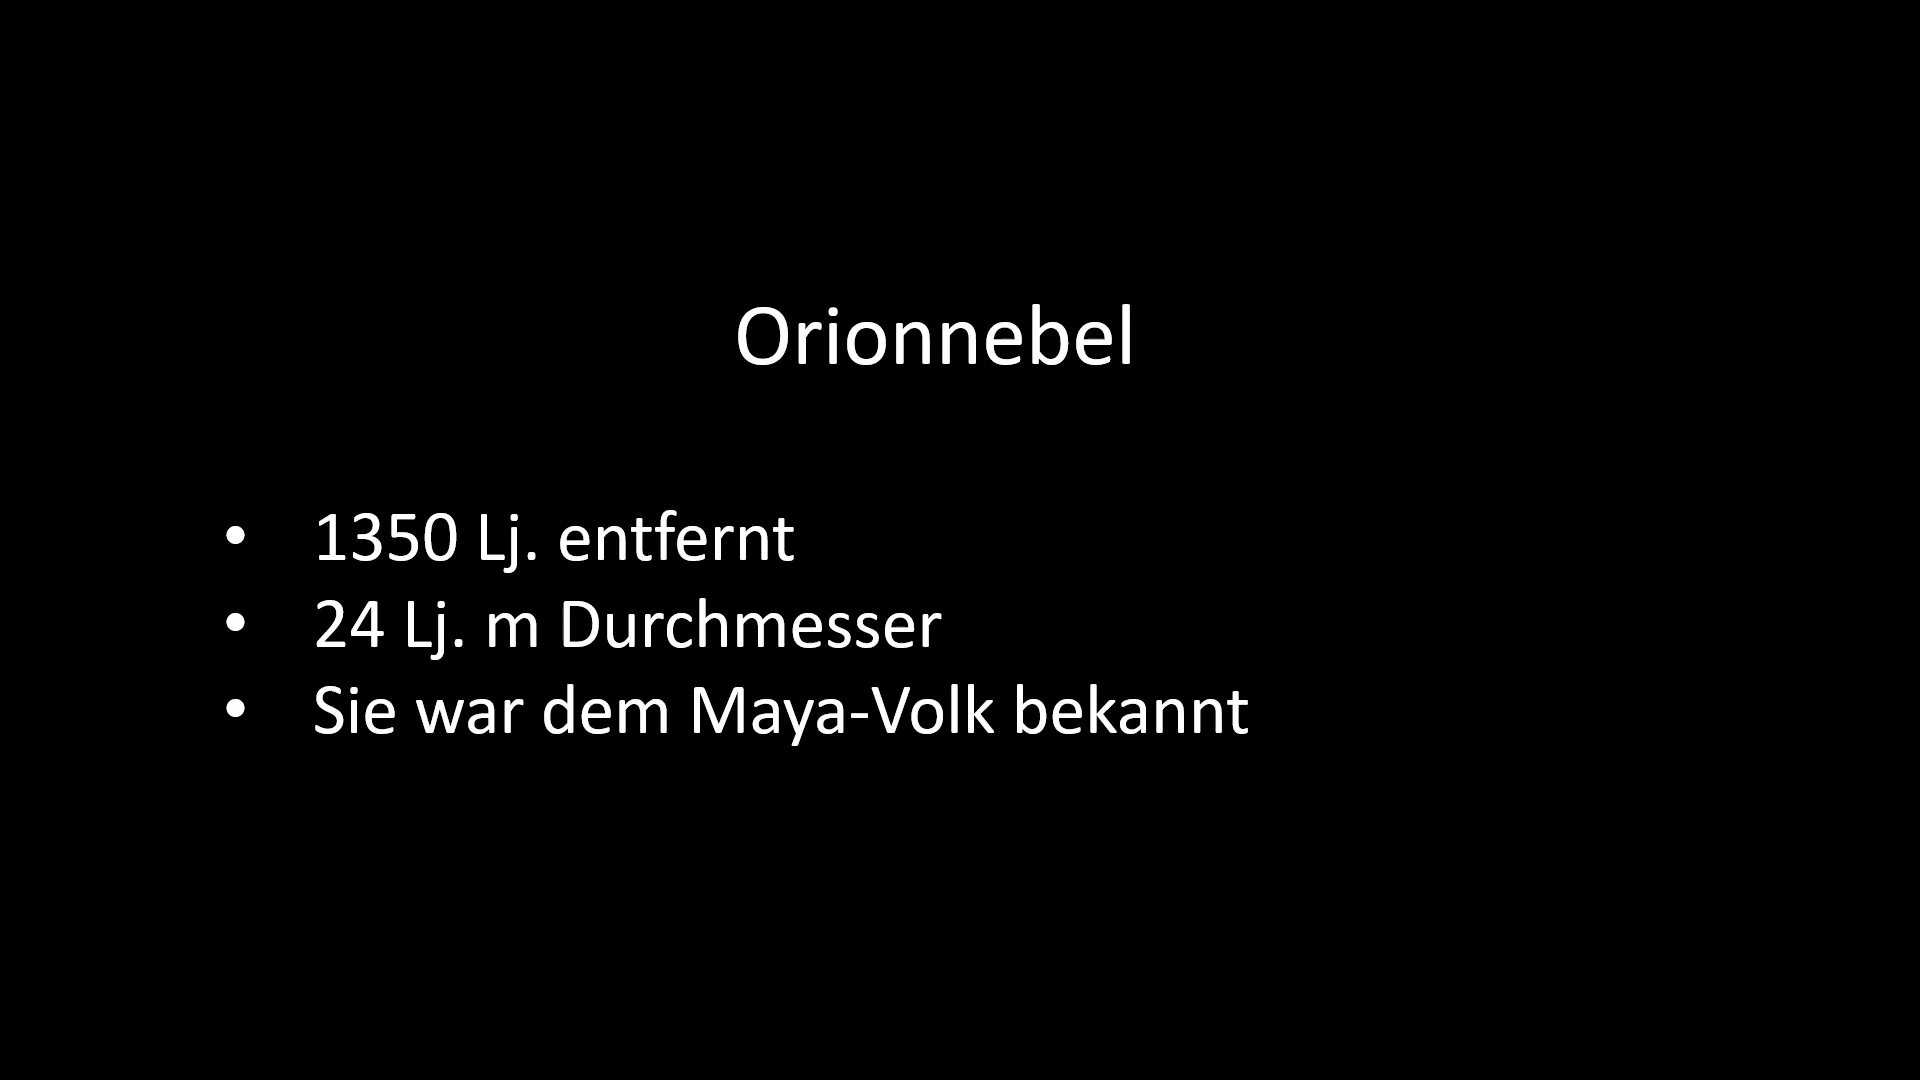 Orionnebel
• 1350 Lj. entfernt
• 24 Lj. m Durchmesser
• Sie war dem Maya-Volk bekannt